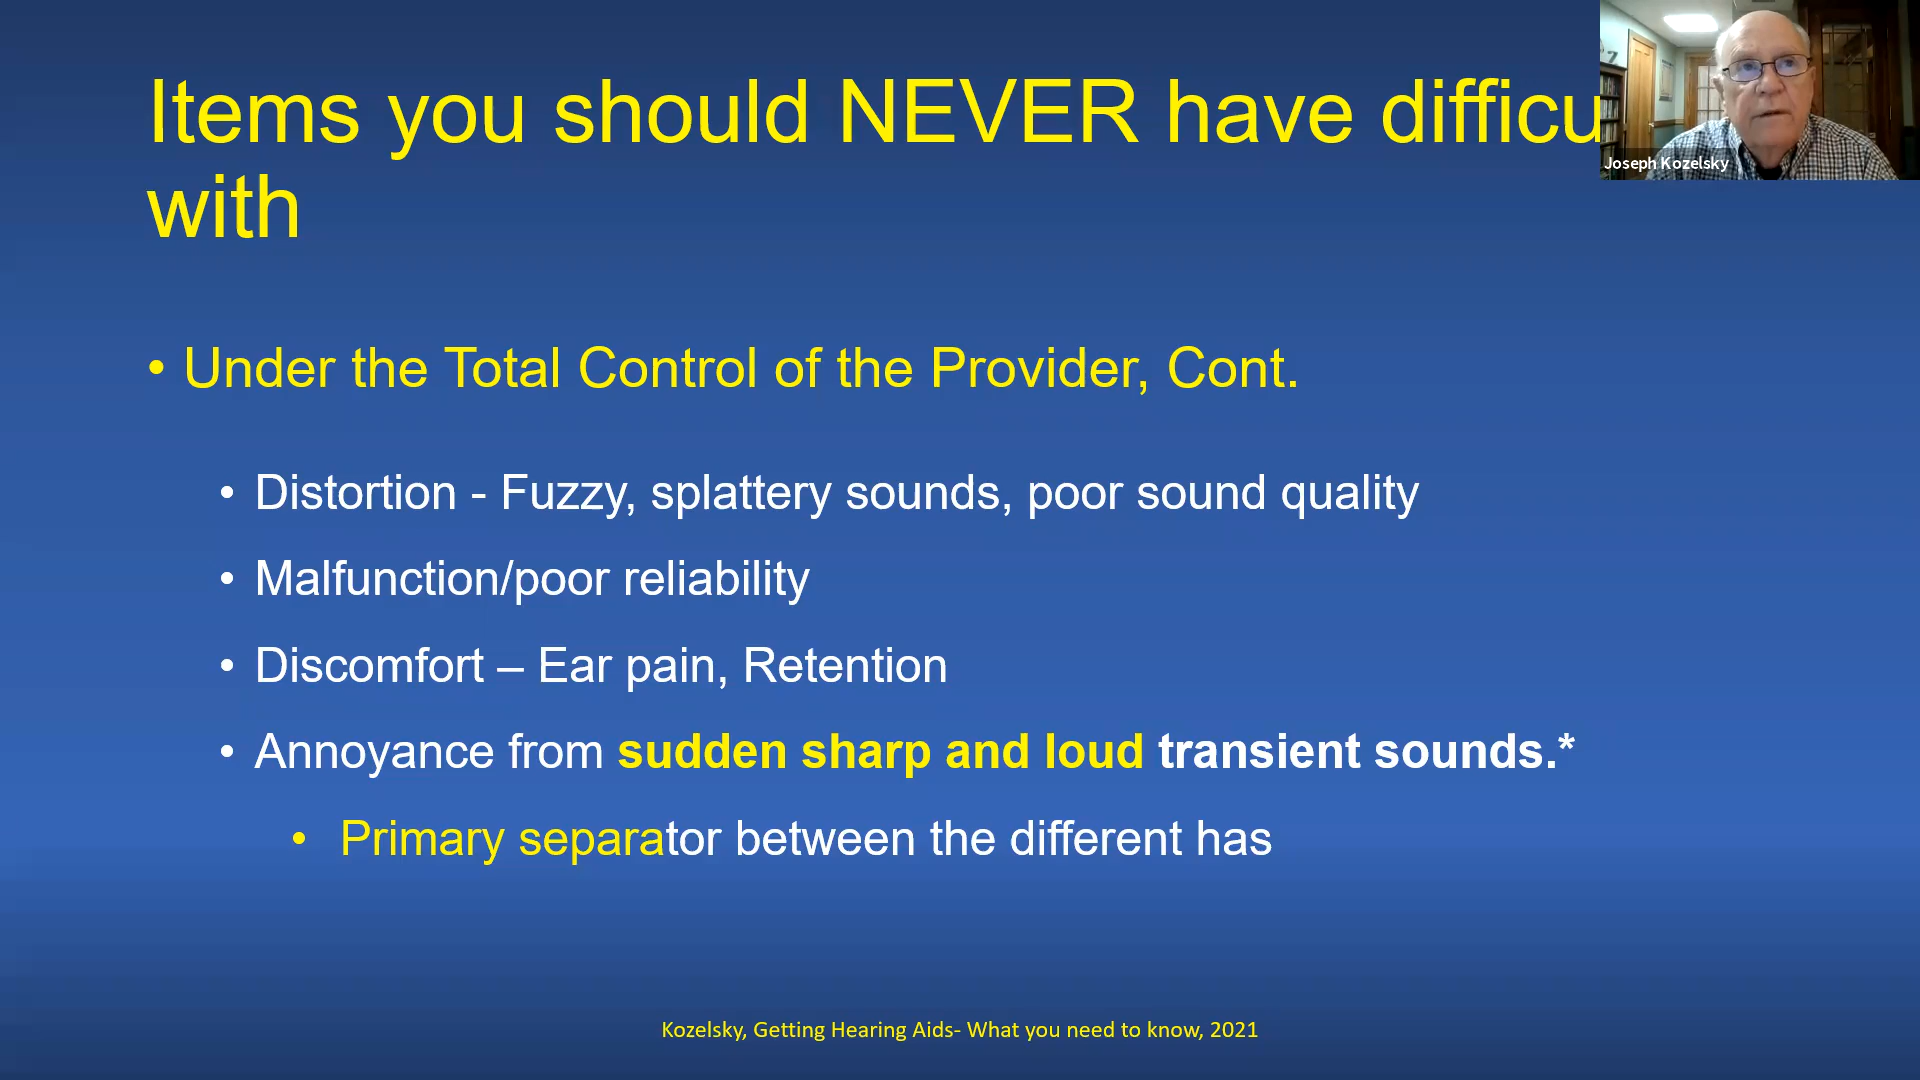 Items you should NEVER have difficu
with
Joseph Kozelsky
• Under the Total Control of the Provider, Cont.
• Distortion - Fuzzy, splattery sounds, poor sound quality
• Malfunction/poor reliability
• Discomfort – Ear pain, Retention
• Annoyance from sudden sharp and loud transient sounds.*
• Primary separator between the different has
Kozelsky, Getting Hearing Aids- What you need to know, 2021